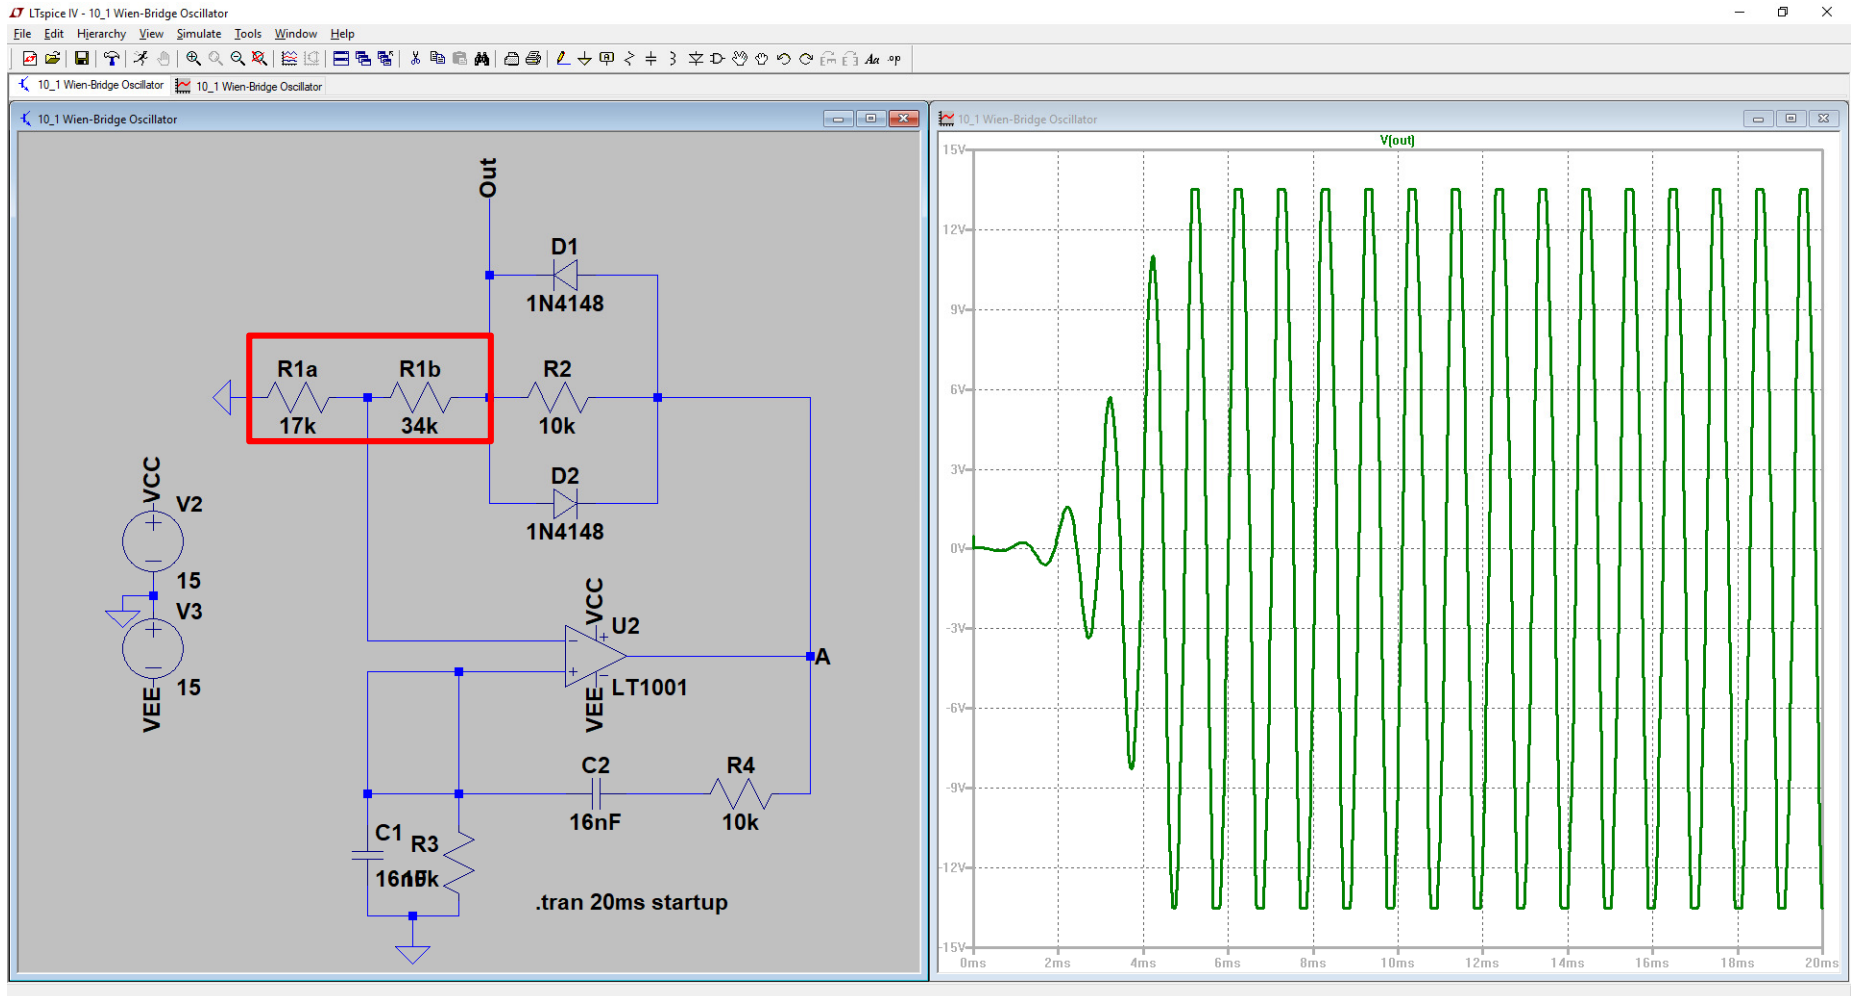 LTspice IV - 10_1 Wien-Bridge Oscillator
File Edit Hierarchy View Simulate Tools Window Help
10_1 Wien-Bridge Oscillator
10_1 Wien-Bridge Oscillator
10_1 Wien-Bridge Oscillator
Out
D1
1N4148
R1a
17k
R1b
34k
R2
10k
D2
1N4148
VCC
V2
15
V3
15
VEE
VCC
U2
LT1001
VEE
A
C2
16nF
R4
10k
C1
16nF
R3
.tran 20ms startup
10_1 Wien-Bridge Oscillator
V(out)
15V
12V
9V
6V
3V
0V
-3V
-6V
-9V
-12V
-15V
0ms 2ms 4ms 6ms 8ms 10ms 12ms 14ms 16ms 18ms 20ms